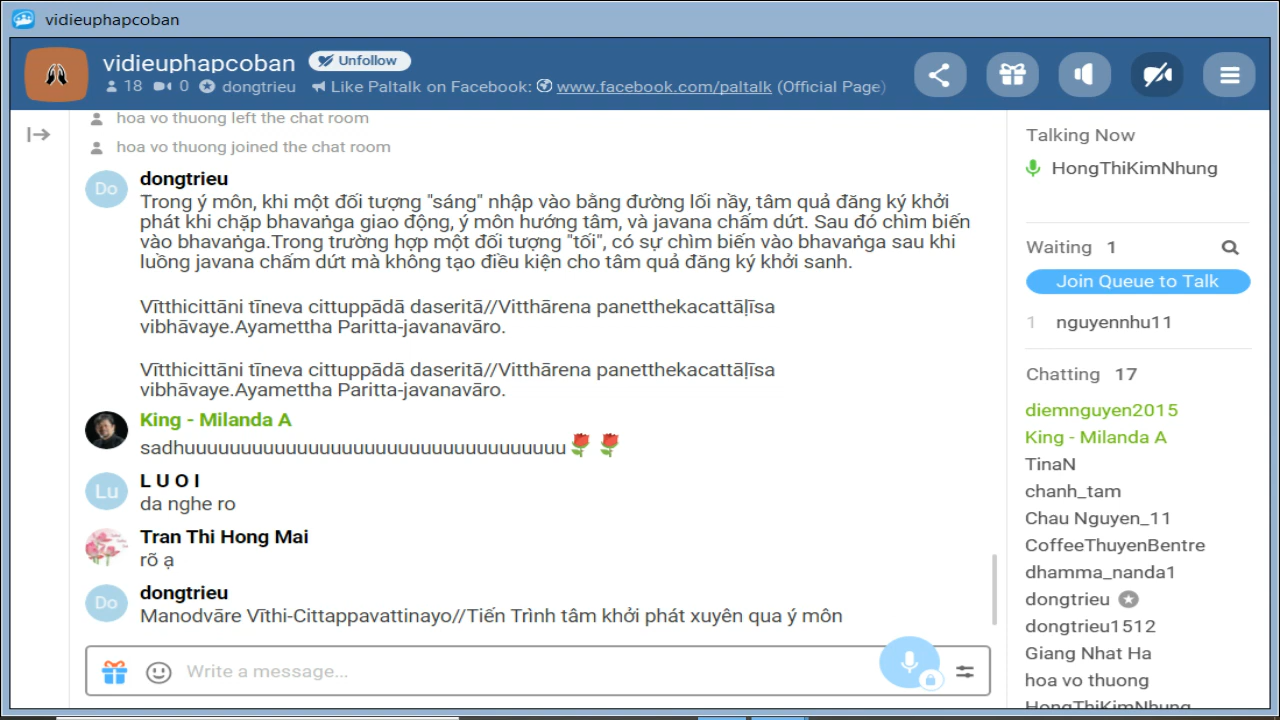 vidieuphapcoban
vidieuphapcoban
Unfollow
18 0 dongtrieu Like Paltalk on Facebook: www.facebook.com/paltalk (Official Page)
hoa vo thuong left the chat room
hoa vo thuong joined the chat room
Do
dongtrieu
Trong ý môn, khi một đối tượng "sáng" nhập vào bằng đường lối nầy, tâm quả đăng ký khởi
phát khi chặp bhavaṅga giao động, ý môn hướng tâm, và javana chấm dứt. Sau đó chìm biến
vào bhavaṅga.Trong trường hợp một đối tượng "tối", có sự chìm biến vào bhavaṅga sau khi
luồng javana chấm dứt mà không tạo điều kiện cho tâm quả đăng ký khởi sanh.
Vītthicittāni tīneva cittuppādā daseritā//Vitthārena panetthekacattāḷīsa
vibhāvaye.Ayamettha Paritta-javanavāro.
Vītthicittāni tīneva cittuppādā daseritā//Vitthārena panetthekacattāḷīsa
vibhāvaye.Ayamettha Paritta-javanavāro.
King - Milanda A
sadhuuuuuuuuuuuuuuuuuuuuuuuuuuuuuuuuuu
Lu
L U O I
da nghe ro
Tran Thi Hong Mai
rõ ạ
Do
dongtrieu
Manodvāre Vīthi-Cittappavattinayo//Tiến Trình tâm khởi phát xuyên qua ý môn
Write a message...
Talking Now
HongThiKimNhung
Waiting 1
Join Queue to Talk
1 nguyennhu11
Chatting 17
diemnguyen2015
King - Milanda A
TinaN
chanh_tam
Chau Nguyen_11
CoffeeThuyenBentre
dhamma_nanda1
dongtrieu
dongtrieu1512
Giang Nhat Ha
hoa vo thuong
HongThiKimNhung